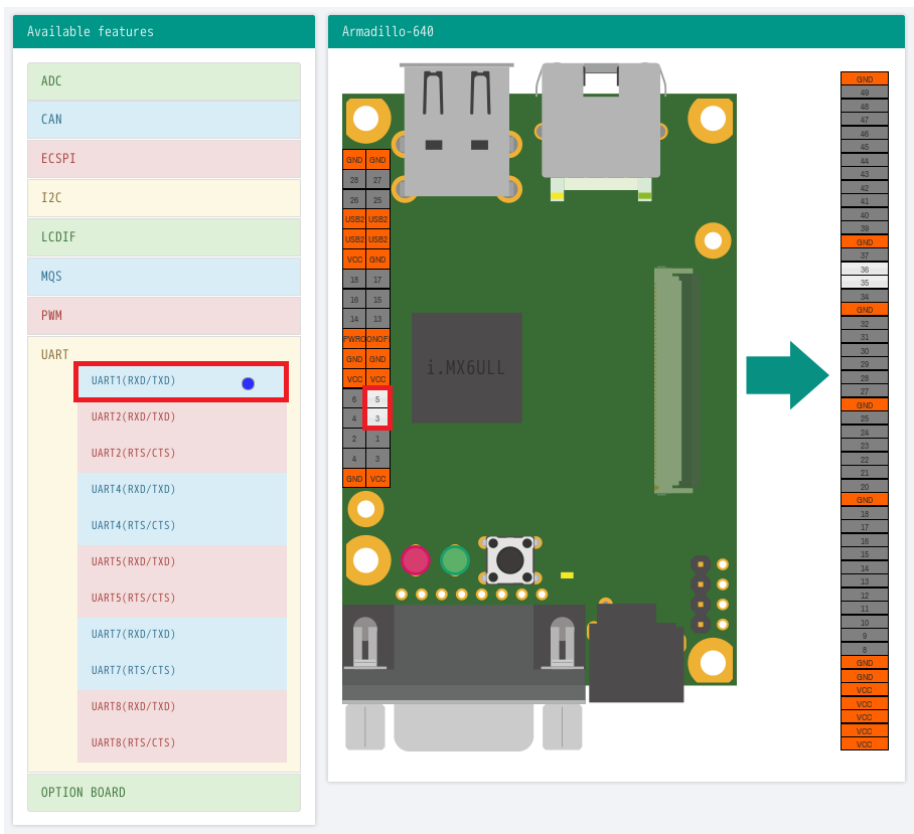 Available features
ADC
CAN
ECSPI
I2C
LCDIF
MQS
PWM
UART
UART1(RXD/TXD)
UART2(RXD/TXD)
UART2(RTS/CTS)
UART4(RXD/TXD)
UART4(RTS/CTS)
UART5(RXD/TXD)
UART5(RTS/CTS)
UART7(RXD/TXD)
UART7(RTS/CTS)
UART8(RXD/TXD)
UART8(RTS/CTS)
OPTION BOARD
Armadillo-640
GND GND
28 27
26 25
USB2 USB2
USB2 USB2
VCC GND
18 17
16 15
14 13
PWRO ONOF
GND GND
VCC VCC
6 5
4 3
2 1
4 3
GND VCC
i.MX6ULL
GND
49
48
47
46
45
44
43
42
41
40
39
GND
37
36
35
34
GND
32
31
30
29
28
27
GND
25
24
23
22
21
20
GND
18
17
16
15
14
13
12
11
10
9
8
GND
GND
VCC
VCC
VCC
VCC
VCC